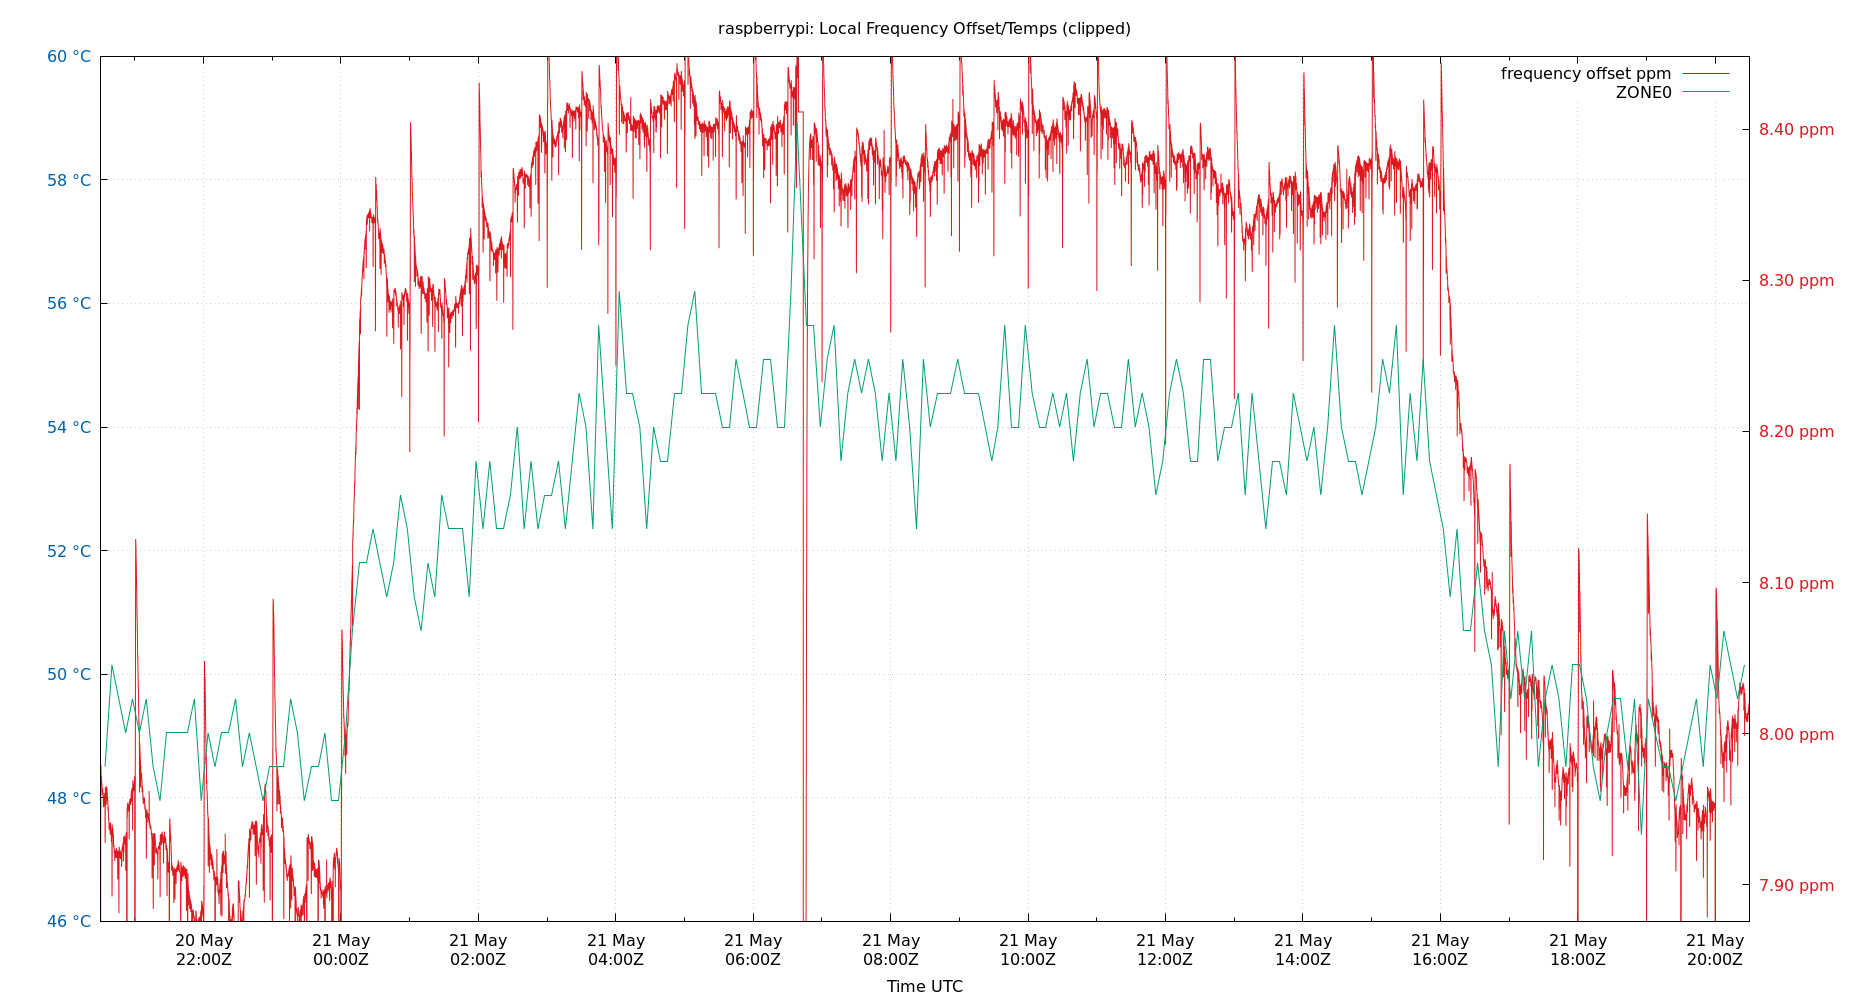 raspberrypi: Local Frequency Offset/Temps (clipped)
frequency offset ppm
ZONE0
60 °C
58 °C
56 °C
54 °C
52 °C
50 °C
48 °C
46 °C
8.40 ppm
8.30 ppm
8.20 ppm
8.10 ppm
8.00 ppm
7.90 ppm
20 May
22:00Z
21 May
00:00Z
21 May
02:00Z
21 May
04:00Z
21 May
06:00Z
21 May
08:00Z
21 May
10:00Z
21 May
12:00Z
21 May
14:00Z
21 May
16:00Z
21 May
18:00Z
21 May
20:00Z
Time UTC